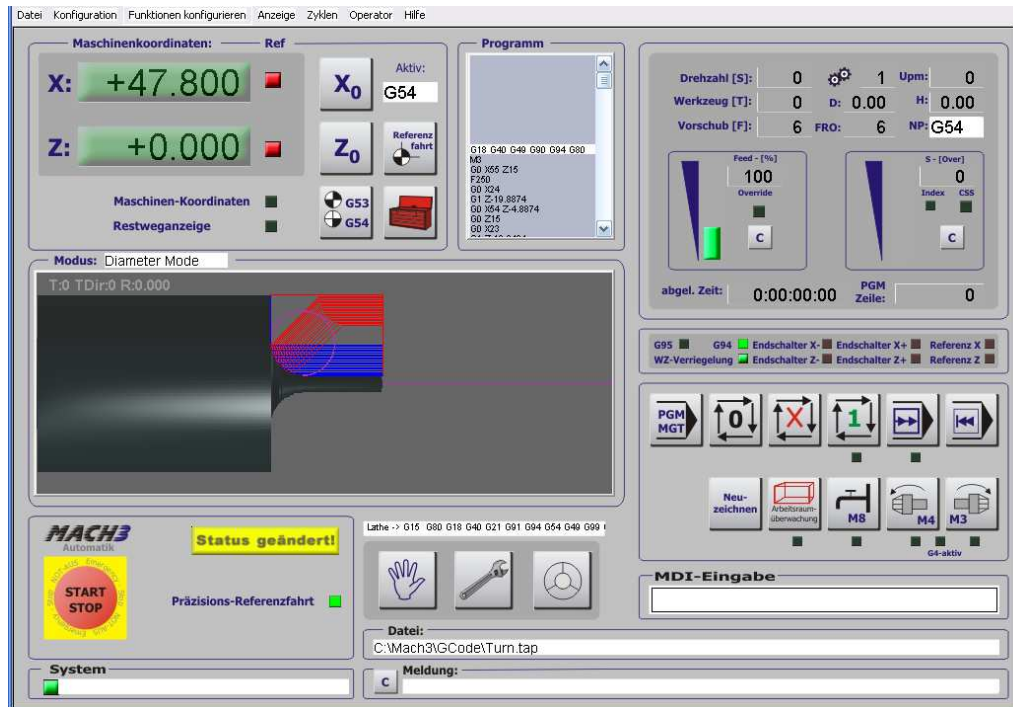 Datei Konfiguration Funktionen konfigurieren Anzeige Zyklen Operator Hilfe
Maschinenkoordinaten: Ref
X: +47.800
X0
Aktiv:
G54
Z: +0.000
Z0
Referenz
fahrt
Maschinen-Koordinaten
Restweganzeige
G53
G54
Programm
G18 G40 G49 G90 G94 G80
M3
G0 X55 Z15
F250
G0 X24
G1 Z-19.8874
G0 X54 Z-4.8874
G0 Z15
G0 X23
Drehzahl [S]: 0 1 Upm: 0
Werkzeug [T]: 0 D: 0.00 H: 0.00
Vorschub [F]: 6 FRO: 6 NP: G54
Feed - [%]
100
Override
C
S - [Over]
0
Index CSS
C
abgel. Zeit: 0:00:00:00 PGM Zeile: 0
Modus: Diameter Mode
T:0 TDir:0 R:0.000
G95 G94 Endschalter X- Endschalter X+ Referenz X
WZ-Verriegelung Endschalter Z- Endschalter Z+ Referenz Z
PGM
MGT
0
X
1
Neu-
zeichnen
Arbeitsraum-
überwachung
M8
M4
M3
G4-aktiv
MACH3
Automatik
Status geändert!
NOT-AUS Emergency Stop
START
STOP
Präzisions-Referenzfahrt
Lathe -> G15 G80 G18 G40 G21 G91 G94 G54 G49 G99
MDI-Eingabe
Datei:
C:\Mach3\GCode\Turn.tap
System
C
Meldung: